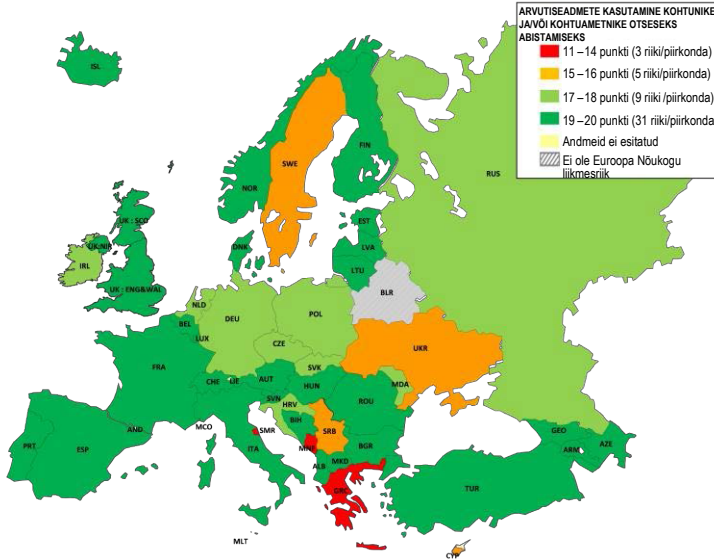 ARVUTISEADMETE KASUTAMINE KOHTUNIKE
JA/VÕI KOHTUAMETNIKE OTSESEKS
ABISTAMISEKS
11 –14 punkti (3 riiki/piirkonda)
15 –16 punkti (5 riiki/piirkonda)
17 –18 punkti (9 riiki /piirkonda)
19 –20 punkti (31 riiki/piirkonda
Andmeid ei esitatud
Ei ole Euroopa Nõukogu
liikmesriik
ISL
SWE
FIN
NOR
RUS
UK : SCO
UK:NIR
IRL
UK : ENG&WAL
DNK
EST
LVA
LTU
BLR
NLD
BEL
LUX
DEU
POL
CZE
SVK
UKR
MDA
FRA
CHE
LIE
AUT
HUN
SVN
HRV
ROU
BIH
SRB
MCO
SMR
ITA
MNE
ALB
MKD
BGR
GRC
AND
PRT
ESP
GEO
ARM
AZE
TUR
MLT
CYP